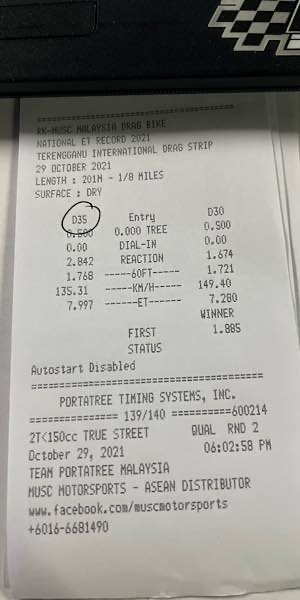 RK-MUSC MALAYSIA DRAG BIKE
NATIONAL ET RECORD 2021
TERENGGANU INTERNATIONAL DRAG STRIP
29 OCTOBER 2021
LENGTH : 201M - 1/8 MILES
SURFACE : DRY
D35 Entry D30
0.500 0.000 TREE 0.500
0.00 DIAL-IN 0.00
2.842 REACTION 1.674
1.768 -----60FT----- 1.721
135.31 -----KM/H----- 149.40
7.997 ------ET------ 7.280
WINNER
FIRST 1.885
STATUS
Autostart Disabled
=====================================
PORTATREE TIMING SYSTEMS, INC.
============= 139/140 ==========600214
2T<150cc TRUE STREET QUAL RND 2
October 29, 2021 06:02:58 PM
TEAM PORTATREE MALAYSIA
MUSC MOTORSPORTS - ASEAN DISTRIBUTOR
www.facebook.com/muscmotorsports
+6016-6681490